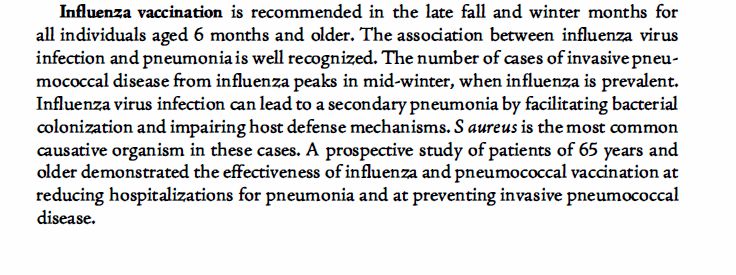 Influenza vaccination is recommended in the late fall and winter months for
all individuals aged 6 months and older. The association between influenza virus
infection and pneumonia is well recognized. The number of cases of invasive pneu-
mococcal disease from influenza peaks in mid-winter, when influenza is prevalent.
Influenza virus infection can lead to a secondary pneumonia by facilitating bacterial
colonization and impairing host defense mechanisms. S aureus is the most common
causative organism in these cases. A prospective study of patients of 65 years and
older demonstrated the effectiveness of influenza and pneumococcal vaccination at
reducing hospitalizations for pneumonia and at preventing invasive pneumococcal
disease.